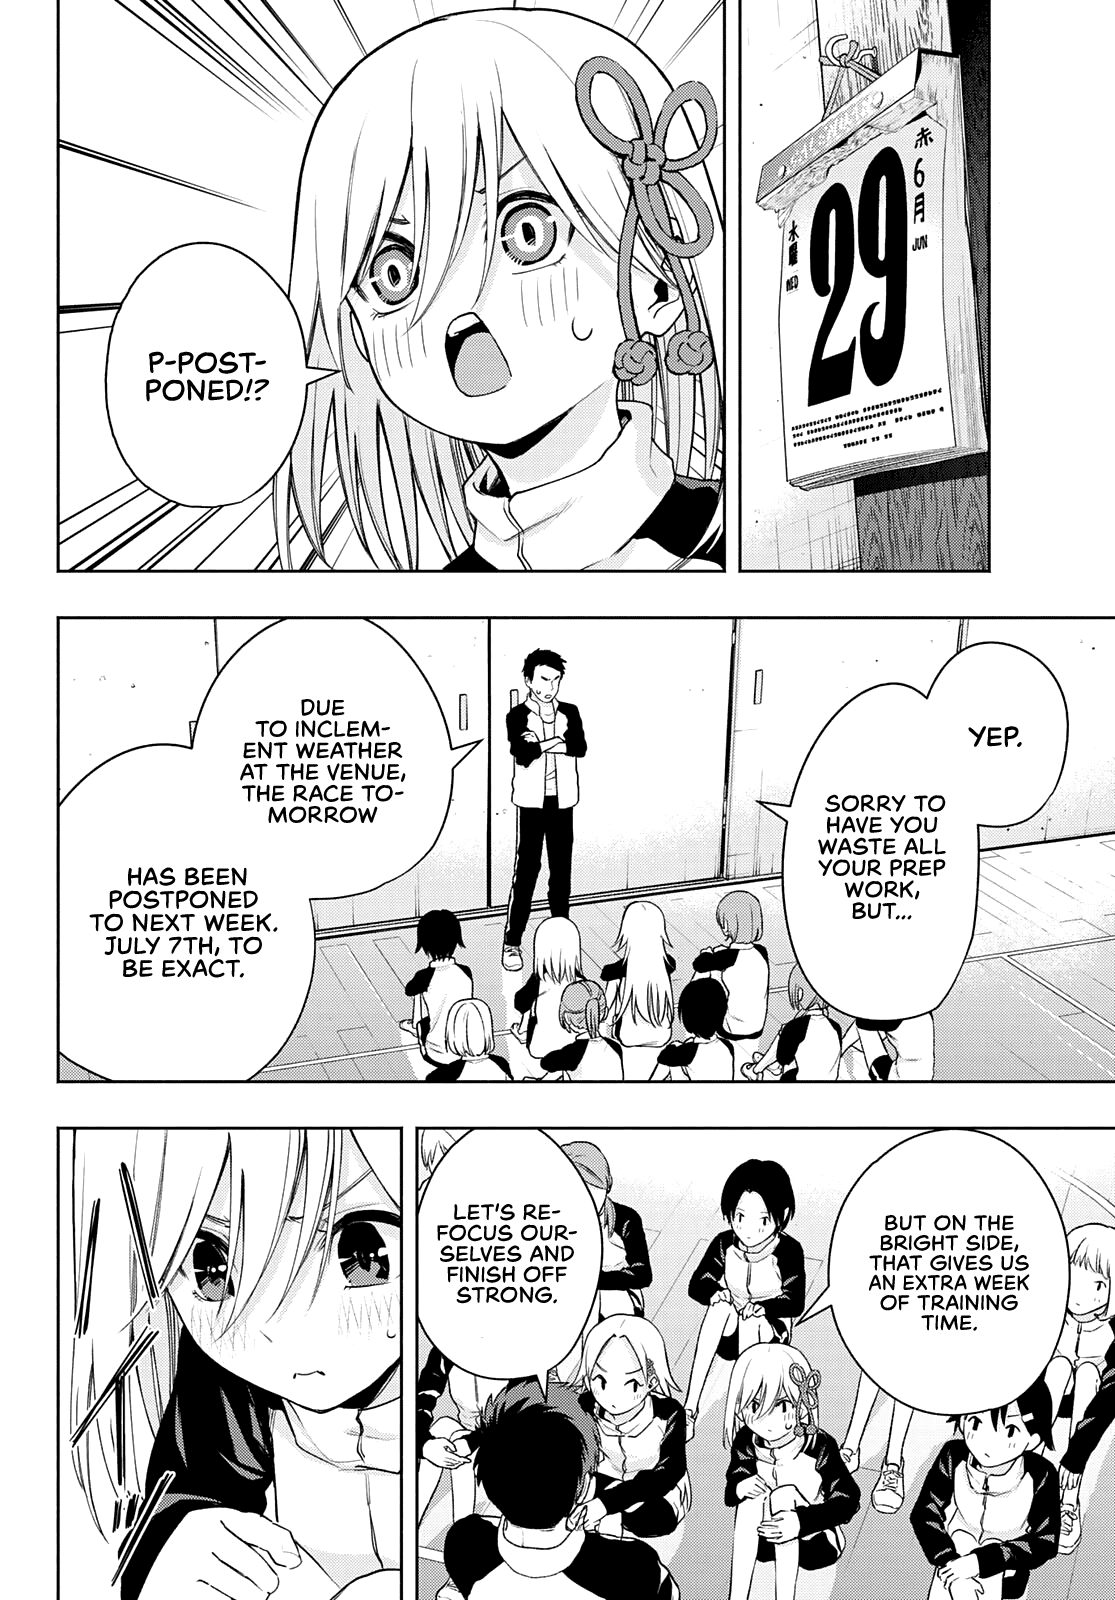 赤
6
月
JUN
29
水
曜
WED
P-POST-
PONED!?
YEP.
SORRY TO
HAVE YOU
WASTE ALL
YOUR PREP
WORK,
BUT...
DUE
TO INCLEM-
ENT WEATHER
AT THE VENUE,
THE RACE TO-
MORROW
HAS BEEN
POSTPONED
TO NEXT WEEK.
JULY 7TH, TO
BE EXACT.
BUT ON THE
BRIGHT SIDE,
THAT GIVES US
AN EXTRA WEEK
OF TRAINING
TIME.
LET'S RE-
FOCUS OUR-
SELVES AND
FINISH OFF
STRONG.